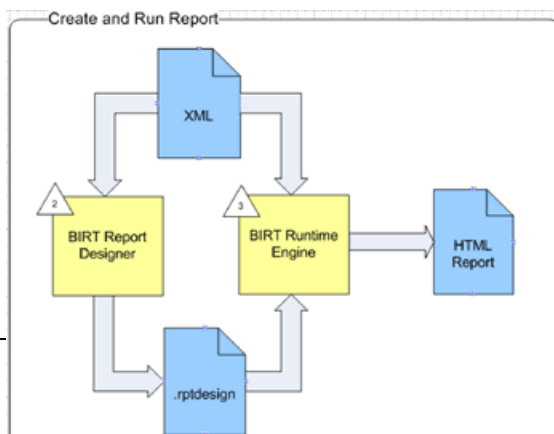 Create and Run Report
XML
2
BIRT Report
Designer
3
BIRT Runtime
Engine
HTML
Report
.rptdesign